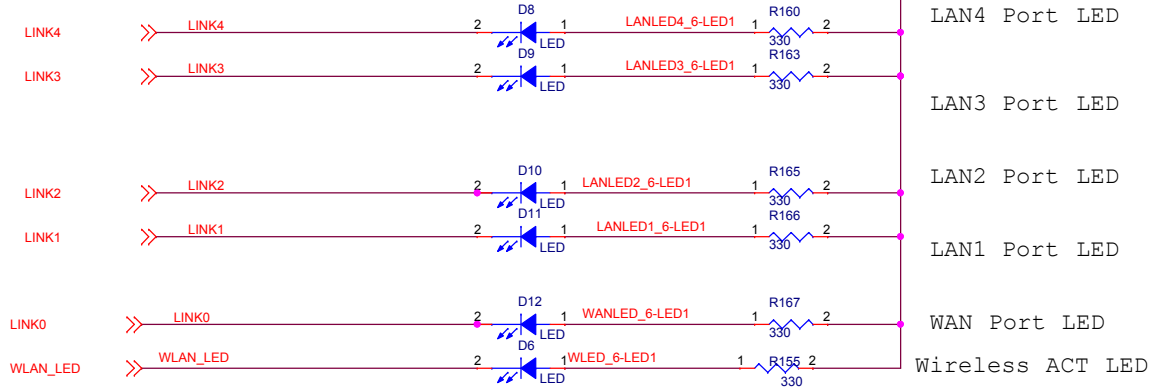 D8 R160 LAN4 Port LED
LINK4 LINK4 2 1 LANLED4_6-LED1 1 2
LED 330
D9 R163
LINK3 LINK3 2 1 LANLED3_6-LED1 1 2
LED 330
LAN3 Port LED
D10 R165 LAN2 Port LED
LINK2 LINK2 2 1 LANLED2_6-LED1 1 2
LED 330
D11 R166
LINK1 LINK1 2 1 LANLED1_6-LED1 1 2
LED 330 LAN1 Port LED
D12 R167
LINK0 LINK0 2 1 WANLED_6-LED1 1 2 WAN Port LED
LED 330
D6
WLAN_LED WLAN_LED 2 1 WLED_6-LED1 1 R155 2 Wireless ACT LED
LED 330